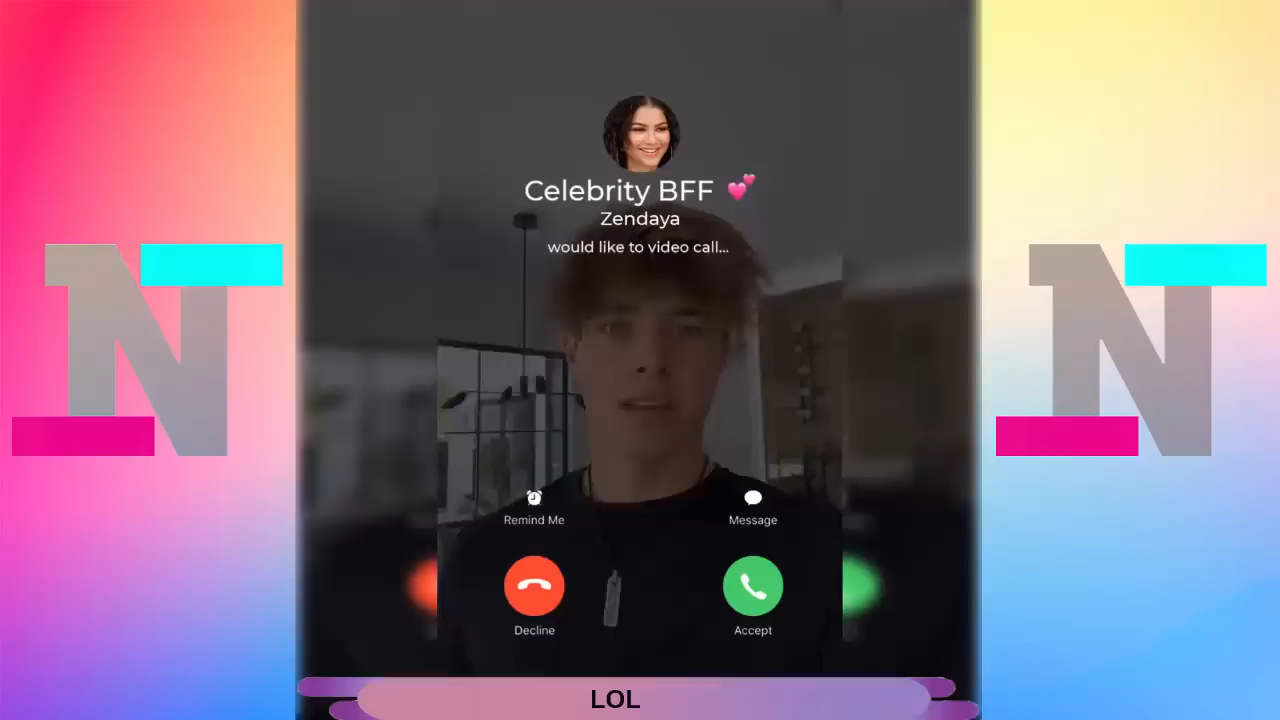 Celebrity BFF 💕
Zendaya
would like to video call...
Remind Me
Message
Decline
Accept
N
N
LOL